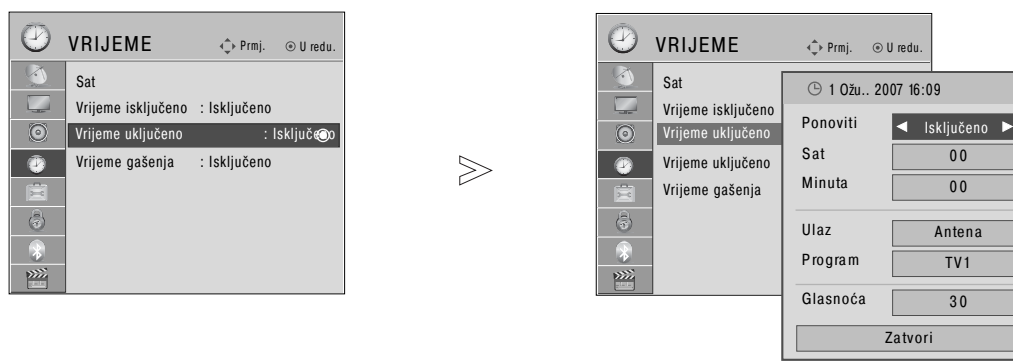 VRIJEME Prmj. U redu.
Sat
Vrijeme isključeno : Isključeno
Vrijeme uključeno : Isključeno
Vrijeme gašenja : Isključeno
VRIJEME Prmj. U redu.
Sat
Vrijeme isključeno
Vrijeme uključeno
Vrijeme uključeno
Vrijeme gašenja
1 Ožu.. 2007 16:09
Ponoviti Isključeno
Sat 00
Minuta 00
Ulaz Antena
Program TV1
Glasnoća 30
Zatvori